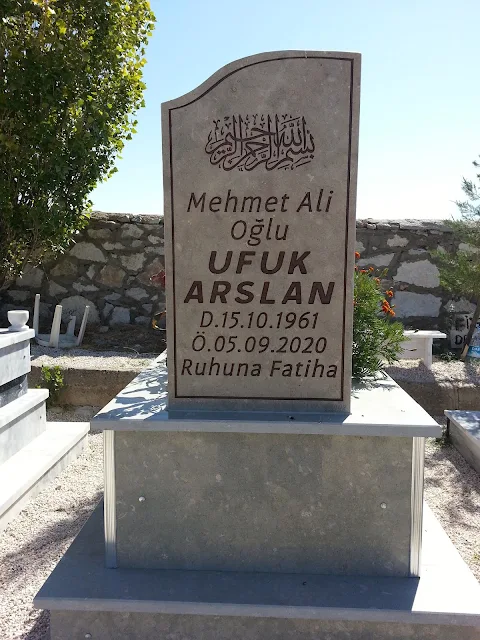 بسم الله الرحمن الرحيم
Mehmet Ali
Oğlu
UFUK
ARSLAN
D.15.10.1961
Ö.05.09.2020
Ruhuna Fatiha